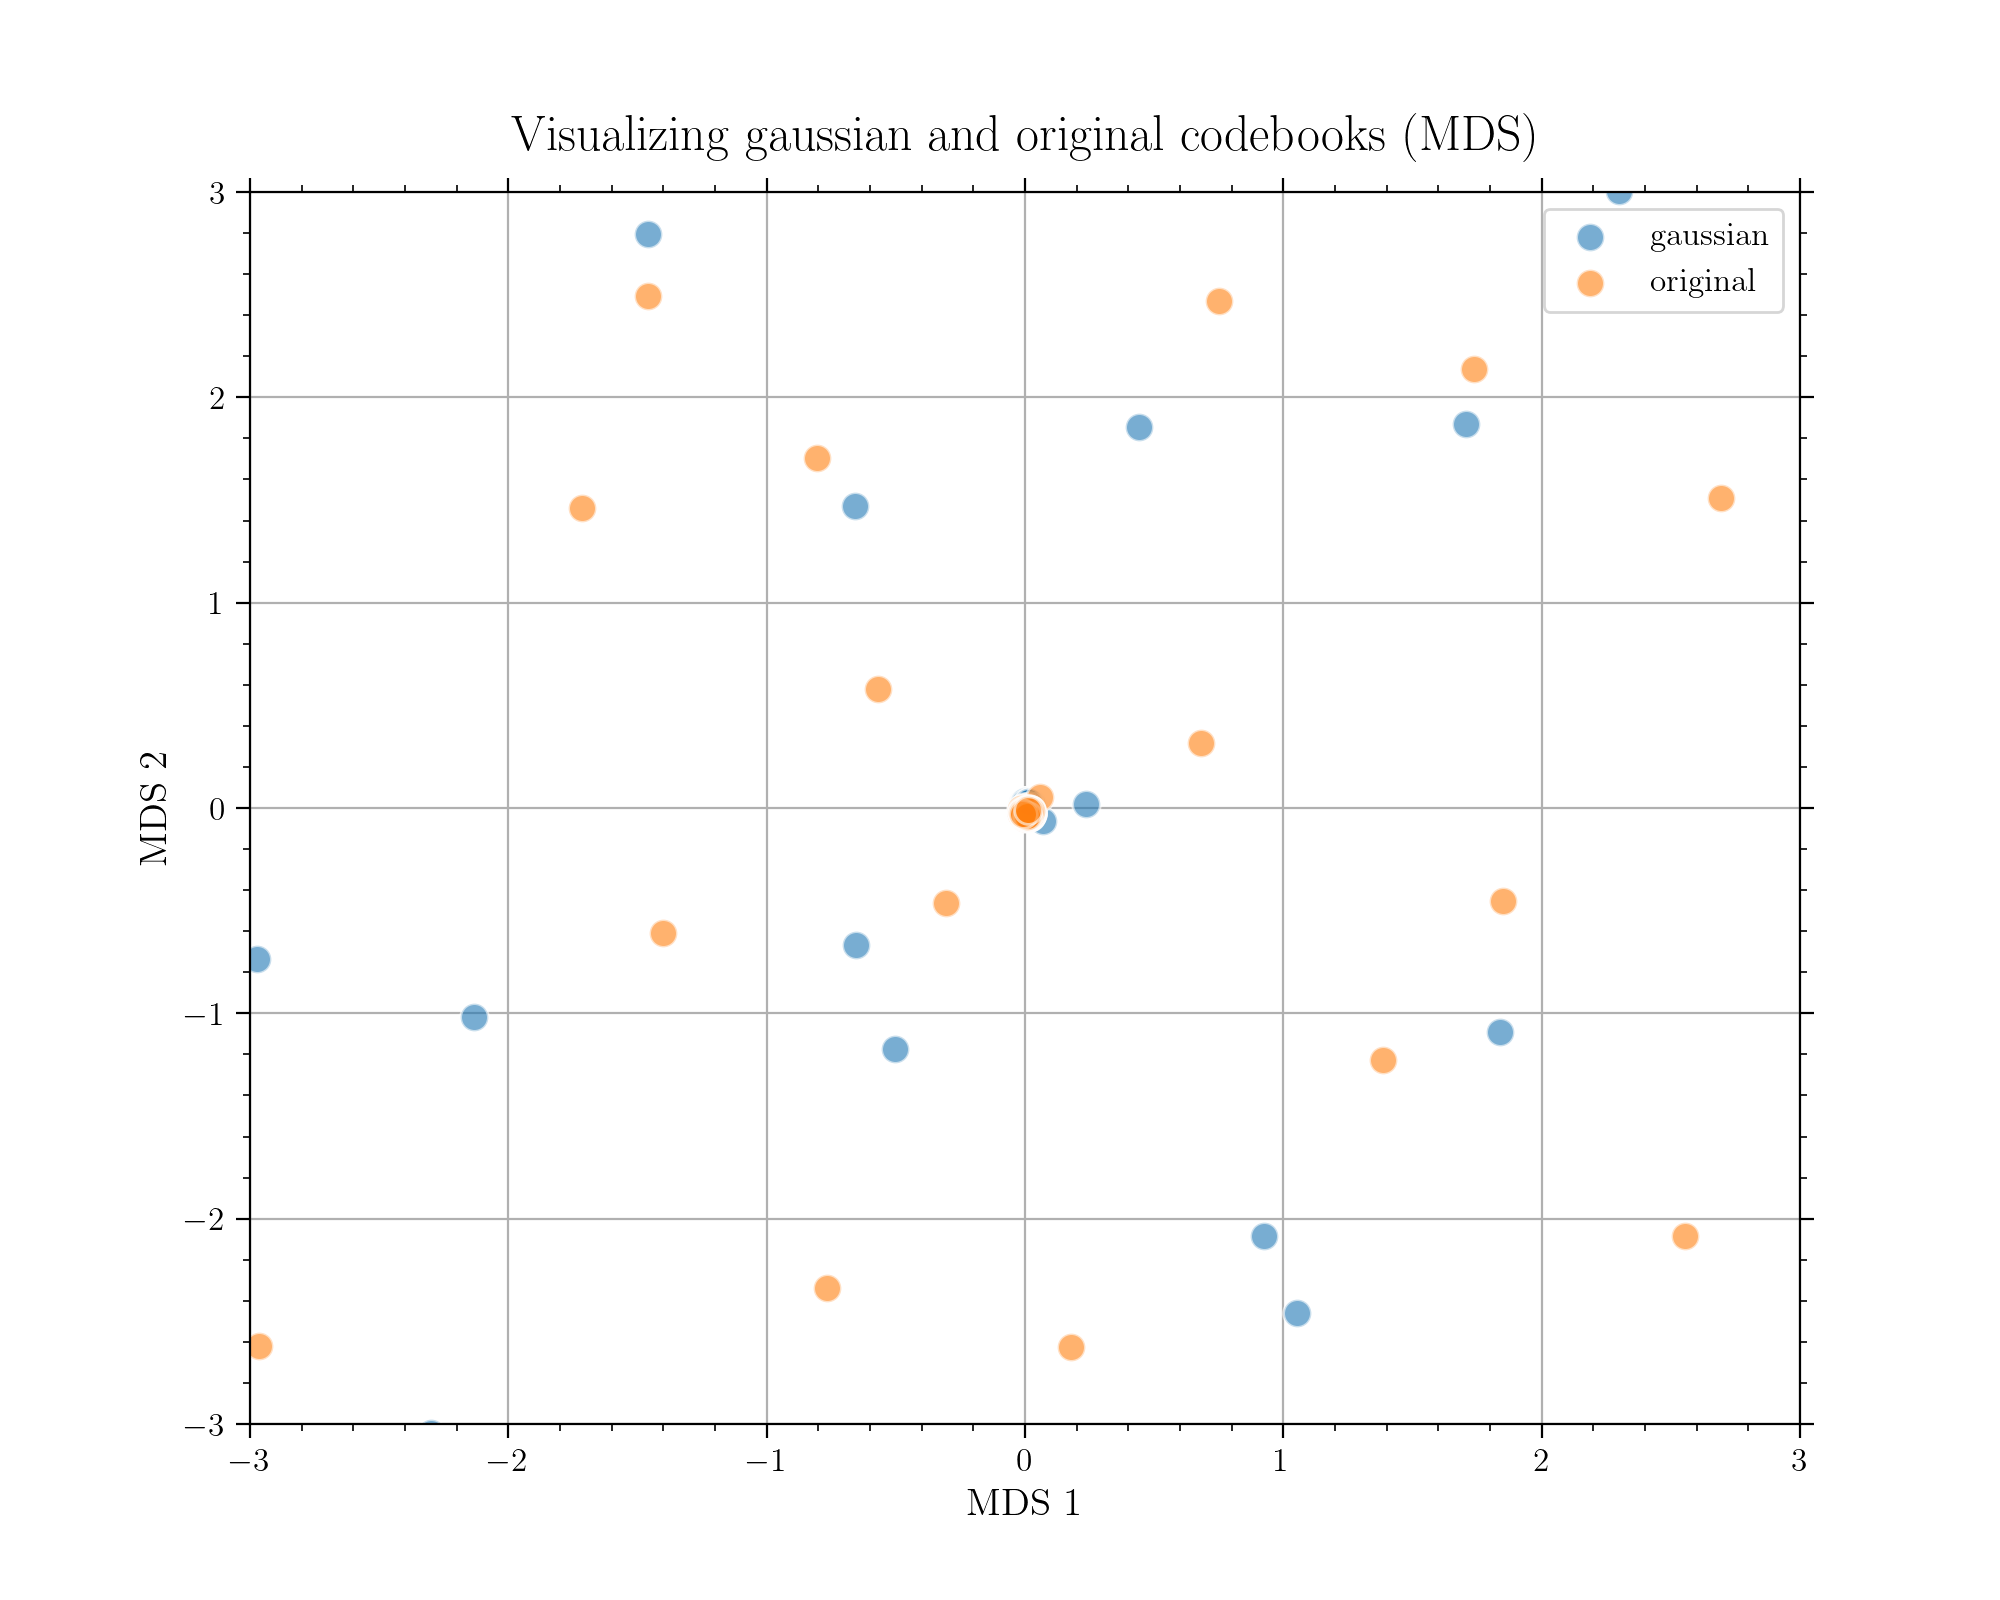 Visualizing gaussian and original codebooks (MDS)
gaussian
original
3
2
1
0
−1
−2
−3
MDS 2
−3 −2 −1 0 1 2 3
MDS 1